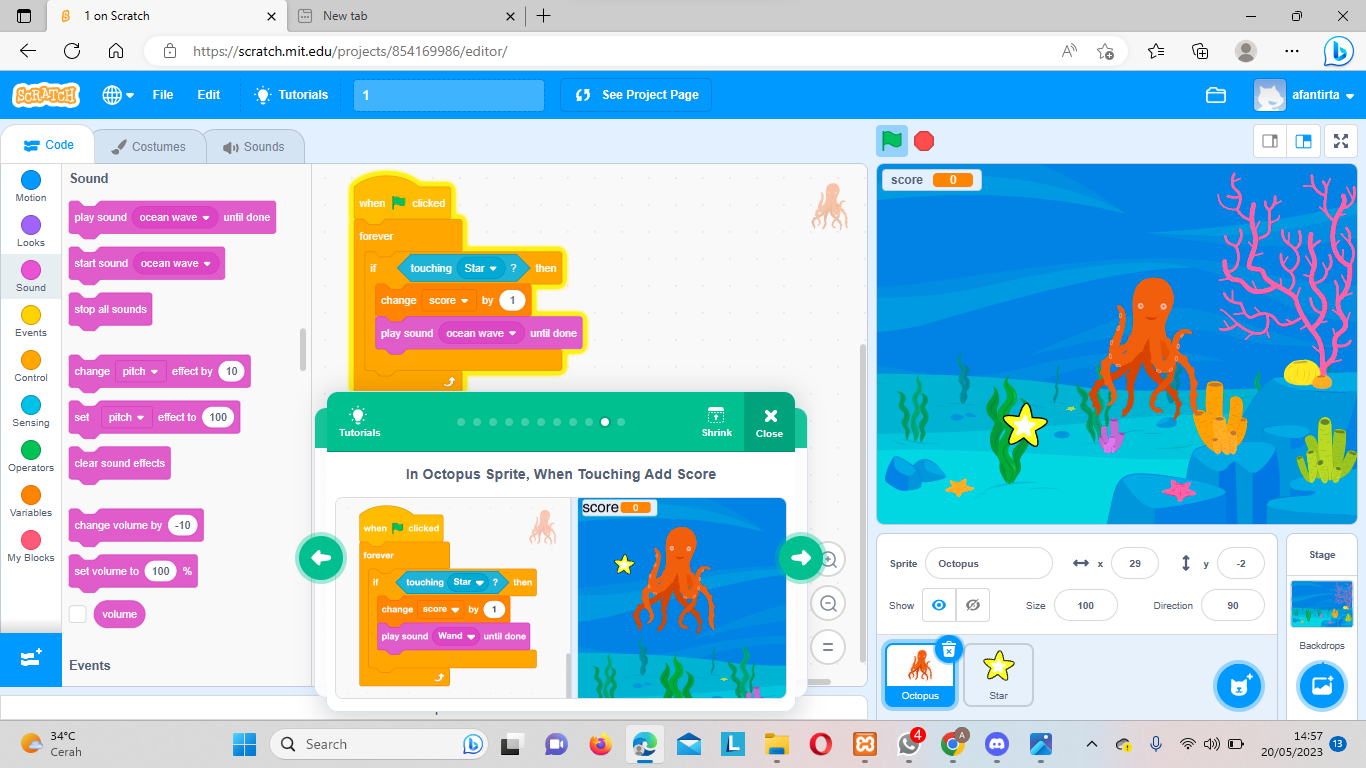 1 on Scratch
New tab
https://scratch.mit.edu/projects/854169986/editor/
SCRATCH
File
Edit
Tutorials
1
See Project Page
afantirta
Code
Costumes
Sounds
Motion
Looks
Sound
Events
Control
Sensing
Operators
Variables
My Blocks
Sound
play sound ocean wave until done
start sound ocean wave
stop all sounds
change pitch effect by 10
set pitch effect to 100
clear sound effects
change volume by -10
set volume to 100 %
volume
Events
when clicked
forever
if touching Star ? then
change score by 1
play sound ocean wave until done
Tutorials
Shrink
Close
In Octopus Sprite, When Touching Add Score
when clicked
forever
if touching Star ? then
change score by 1
play sound Wand until done
score 0
score 0
Sprite Octopus x 29 y -2
Show Size 100 Direction 90
Octopus
Star
Stage
Backdrops
34°C
Cerah
Search
4
A
14:57
20/05/2023
13